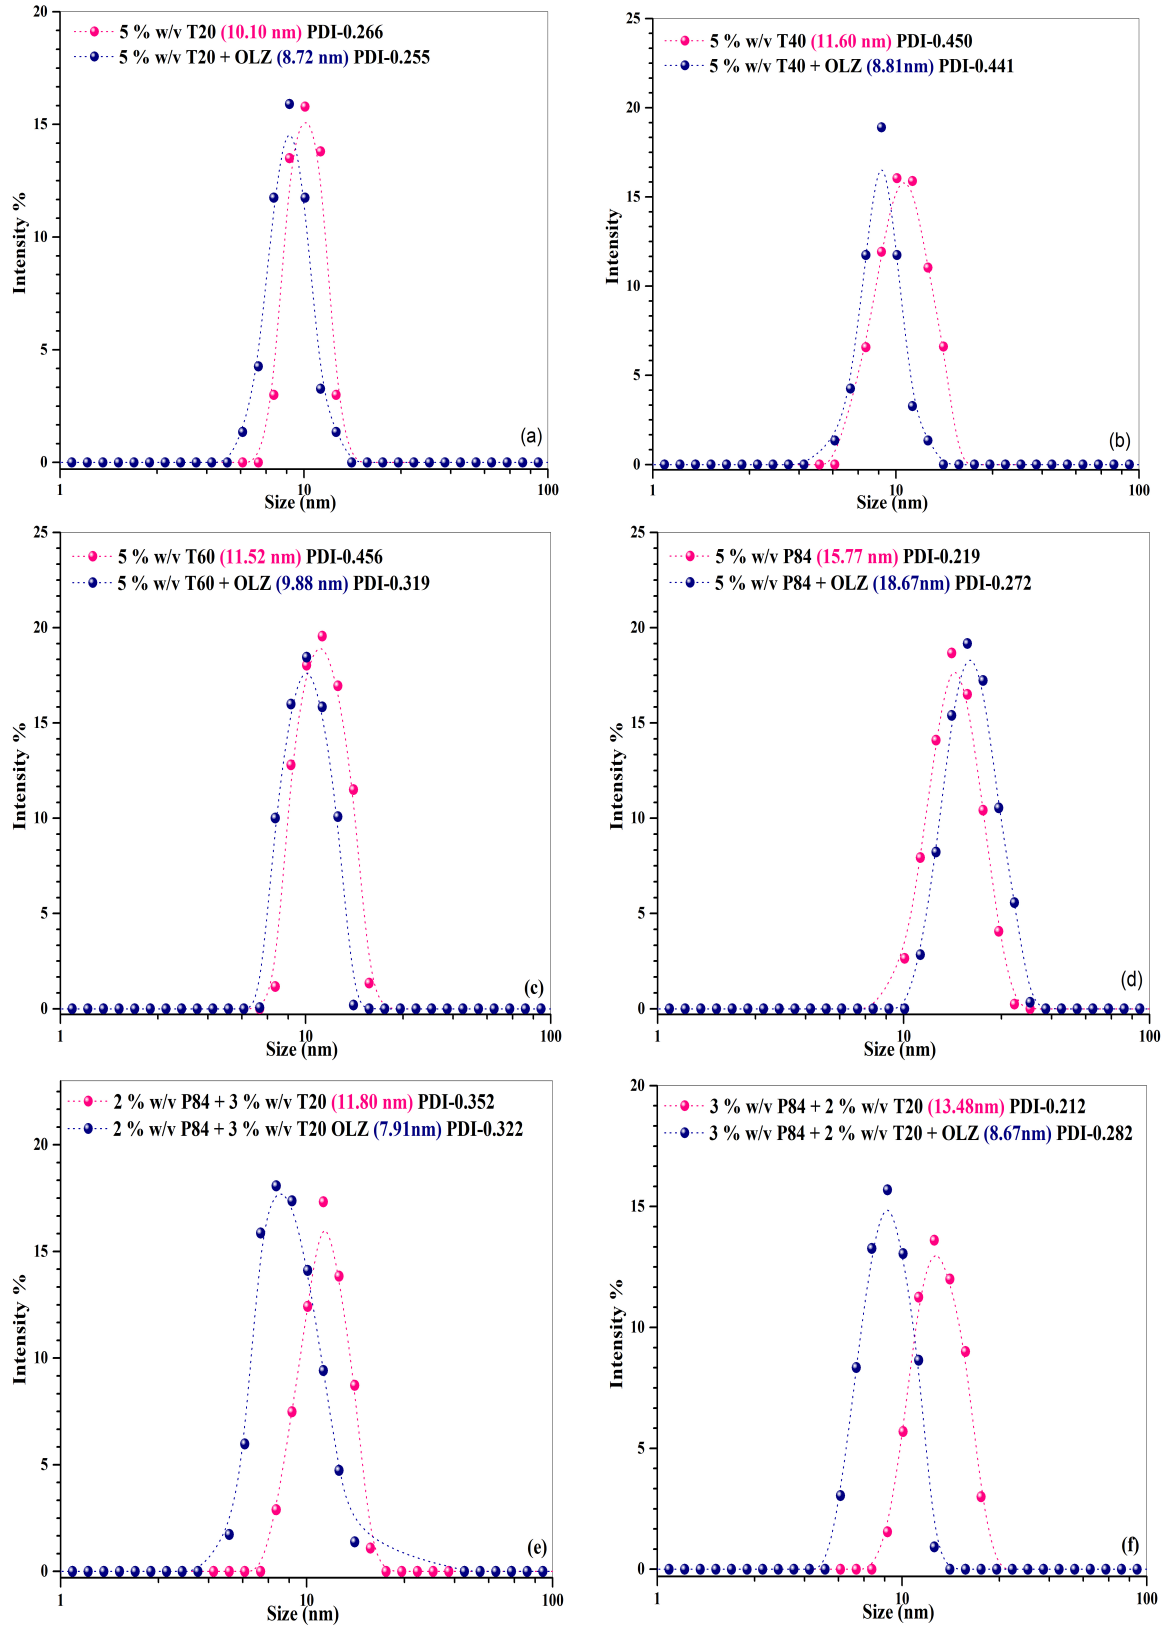 5 % w/v T20 (10.10 nm) PDI-0.266
5 % w/v T20 + OLZ (8.72 nm) PDI-0.255
20
15
10
5
0
Intensity %
(a)
1
10
100
Size (nm)
5 % w/v T40 (11.60 nm) PDI-0.450
5 % w/v T40 + OLZ (8.81nm) PDI-0.441
25
20
15
10
5
0
Intensity
(b)
1
10
100
Size (nm)
5 % w/v T60 (11.52 nm) PDI-0.456
5 % w/v T60 + OLZ (9.88 nm) PDI-0.319
25
20
15
10
5
0
Intensity %
(c)
1
10
100
Size (nm)
5 % w/v P84 (15.77 nm) PDI-0.219
5 % w/v P84 + OLZ (18.67nm) PDI-0.272
25
20
15
10
5
0
Intensity %
(d)
1
10
100
Size (nm)
2 % w/v P84 + 3 % w/v T20 (11.80 nm) PDI-0.352
2 % w/v P84 + 3 % w/v T20 OLZ (7.91nm) PDI-0.322
20
15
10
5
0
Intensity %
(e)
1
10
100
Size (nm)
3 % w/v P84 + 2 % w/v T20 (13.48nm) PDI-0.212
3 % w/v P84 + 2 % w/v T20 + OLZ (8.67nm) PDI-0.282
20
15
10
5
0
Intensity %
(f)
1
10
100
Size (nm)